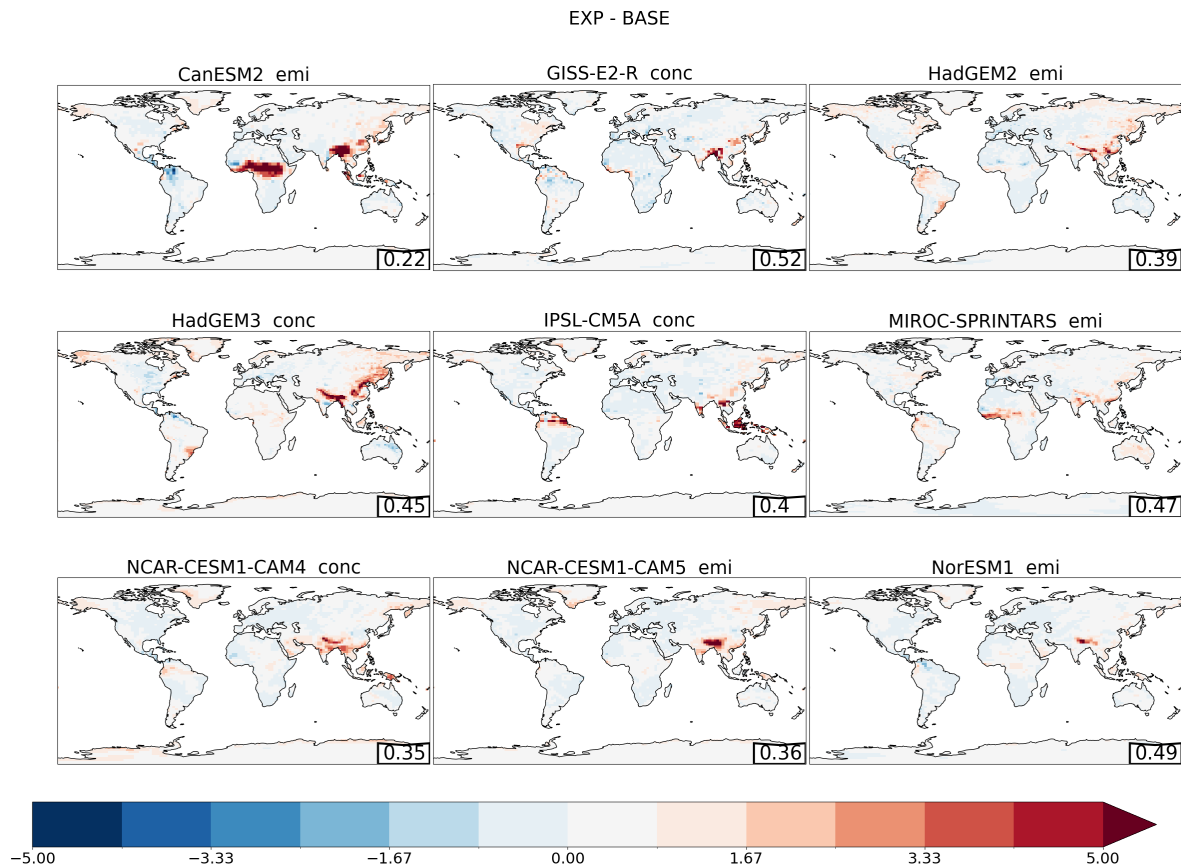 EXP - BASE
CanESM2 emi
GISS-E2-R conc
HadGEM2 emi
0.22
0.52
0.39
HadGEM3 conc
IPSL-CM5A conc
MIROC-SPRINTARS emi
0.45
0.4
0.47
NCAR-CESM1-CAM4 conc
NCAR-CESM1-CAM5 emi
NorESM1 emi
0.35
0.36
0.49
−5.00 −3.33 −1.67 0.00 1.67 3.33 5.00